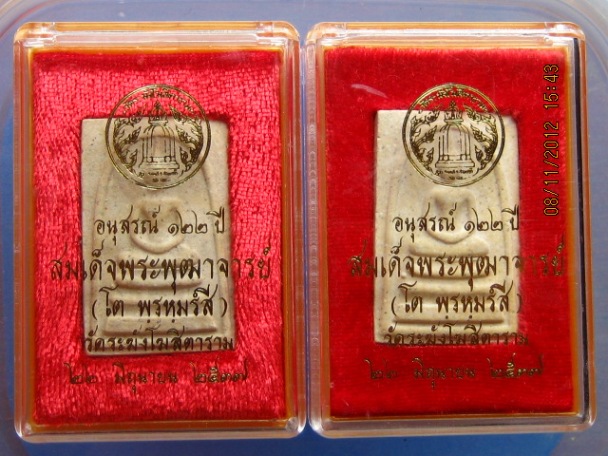 อนุสรณ์ ๑๒๒ ปี
สมเด็จพระพุฒาจารย์
(โต พรหมรํสี)
วัดระฆังโฆสิตาราม
๒๒ มิถุนายน ๒๕๓๗
อนุสรณ์ ๑๒๒ ปี
สมเด็จพระพุฒาจารย์
(โต พรหมรํสี)
วัดระฆังโฆสิตาราม
๒๒ มิถุนายน ๒๕๓๗
08/11/2012 15:43